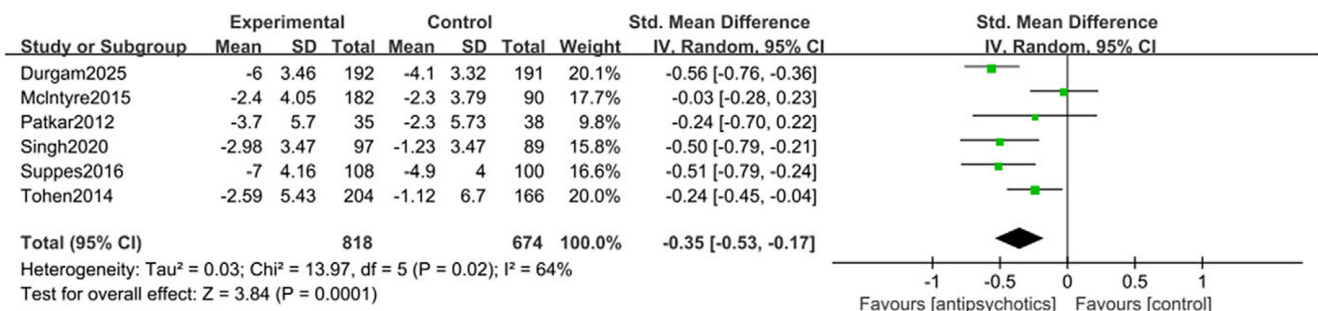 Experimental Control Std. Mean Difference Std. Mean Difference
Study or Subgroup Mean SD Total Mean SD Total Weight IV, Random, 95% CI IV, Random, 95% CI
Durgam2025 -6 3.46 192 -4.1 3.32 191 20.1% -0.56 [-0.76, -0.36]
McIntyre2015 -2.4 4.05 182 -2.3 3.79 90 17.7% -0.03 [-0.28, 0.23]
Patkar2012 -3.7 5.7 35 -2.3 5.73 38 9.8% -0.24 [-0.70, 0.22]
Singh2020 -2.98 3.47 97 -1.23 3.47 89 15.8% -0.50 [-0.79, -0.21]
Suppes2016 -7 4.16 108 -4.9 4 100 16.6% -0.51 [-0.79, -0.24]
Tohen2014 -2.59 5.43 204 -1.12 6.7 166 20.0% -0.24 [-0.45, -0.04]
Total (95% CI) 818 674 100.0% -0.35 [-0.53, -0.17]
Heterogeneity: Tau² = 0.03; Chi² = 13.97, df = 5 (P = 0.02); I² = 64%
Test for overall effect: Z = 3.84 (P = 0.0001)
-1 -0.5 0 0.5 1
Favours [antipsychotics] Favours [control]